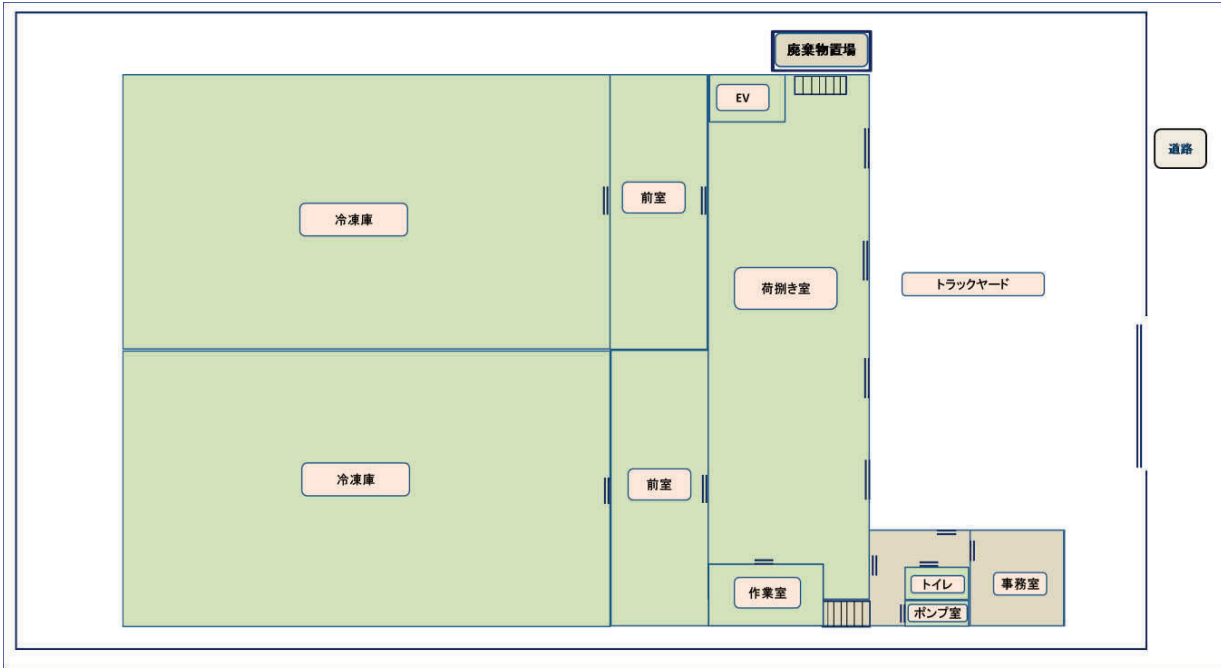 廃棄物置場
EV
道路
前室
冷凍庫
荷捌き室
トラックヤード
冷凍庫
前室
作業室
トイレ
事務室
ポンプ室